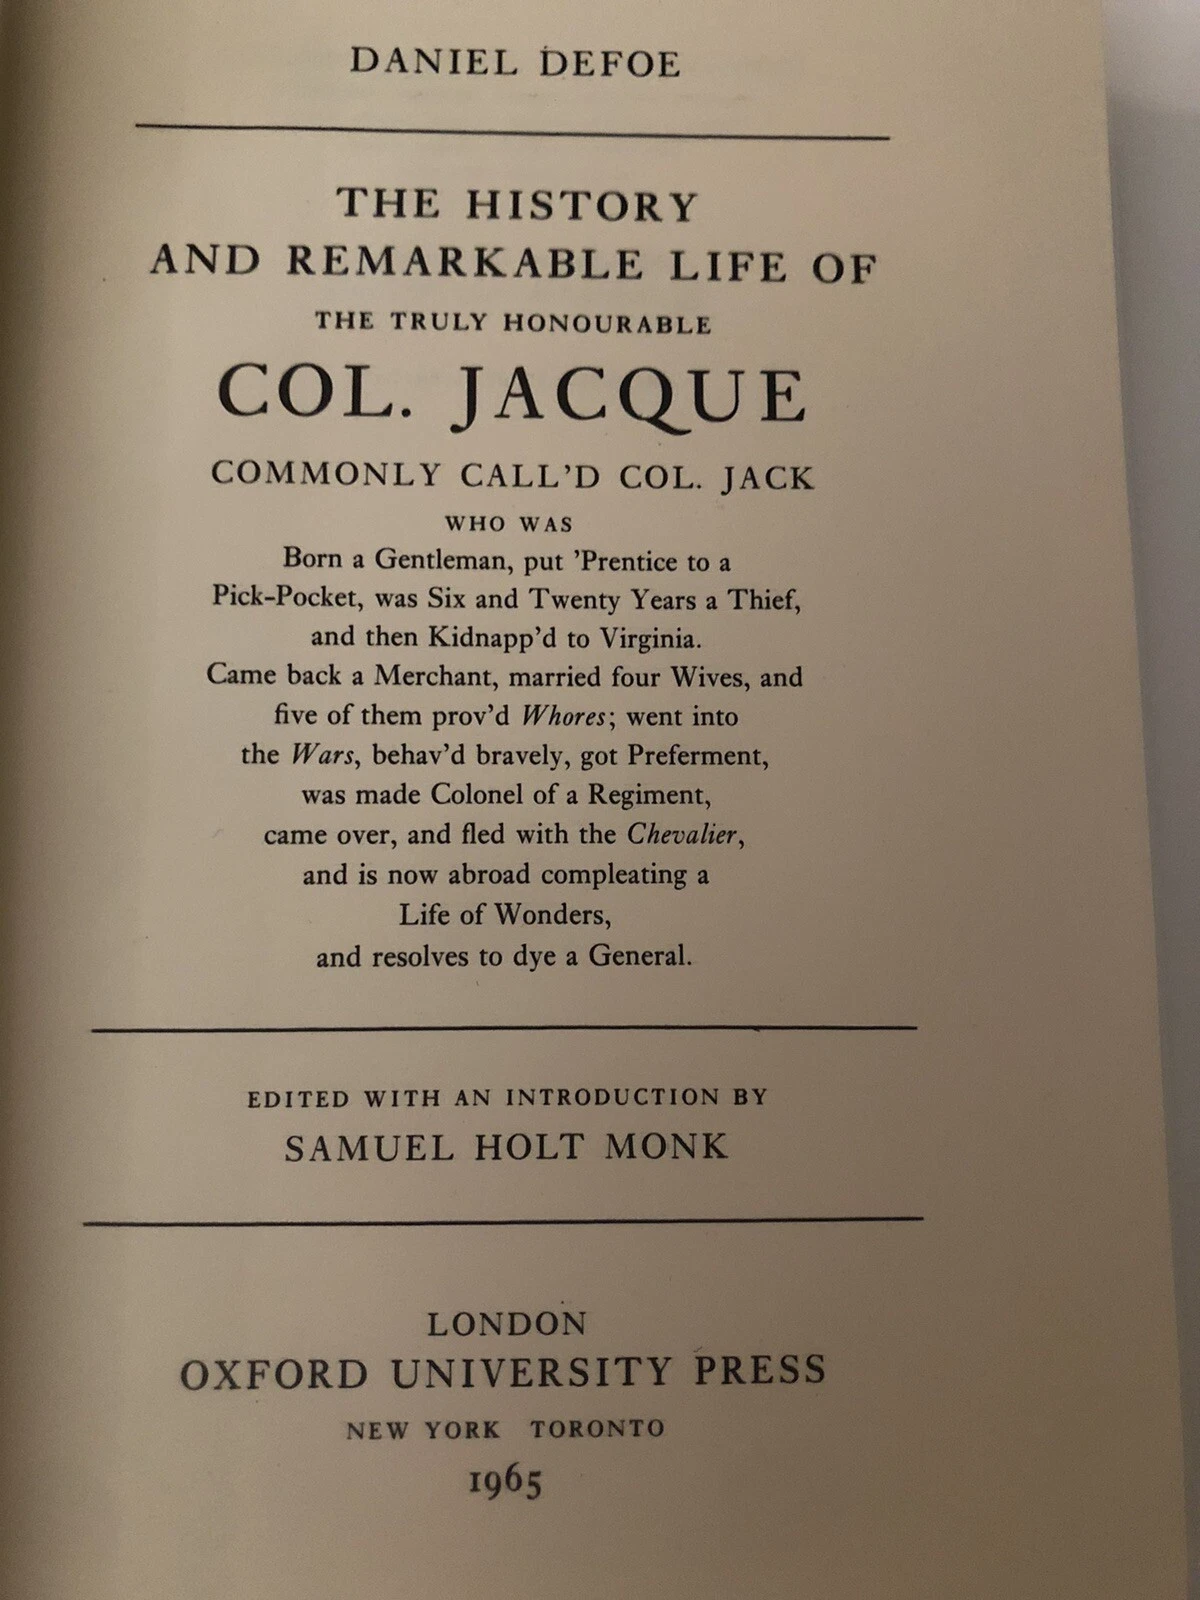 DANIEL DEFOE
THE HISTORY
AND REMARKABLE LIFE OF
THE TRULY HONOURABLE
COL. JACQUE
COMMONLY CALL'D COL. JACK
WHO WAS
Born a Gentleman, put 'Prentice to a
Pick-Pocket, was Six and Twenty Years a Thief,
and then Kidnapp'd to Virginia.
Came back a Merchant, married four Wives, and
five of them prov'd Whores; went into
the Wars, behav'd bravely, got Preferment,
was made Colonel of a Regiment,
came over, and fled with the Chevalier,
and is now abroad compleating a
Life of Wonders,
and resolves to dye a General.
EDITED WITH AN INTRODUCTION BY
SAMUEL HOLT MONK
LONDON
OXFORD UNIVERSITY PRESS
NEW YORK TORONTO
1965